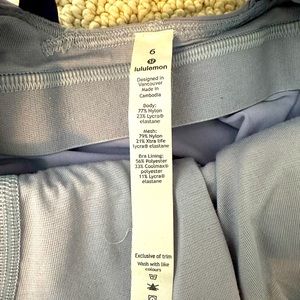 6
lululemon
Designed in
Vancouver
Made in
Cambodia
Body:
77% Nylon
23% Lycra®
elastane
Mesh:
79% Nylon
21% Xtra life
Lycra® elastane
Bra Lining:
56% Polyester
33% Coolmax®
polyester
11% Lycra®
elastane
Exclusive of trim
Wash with like
colours